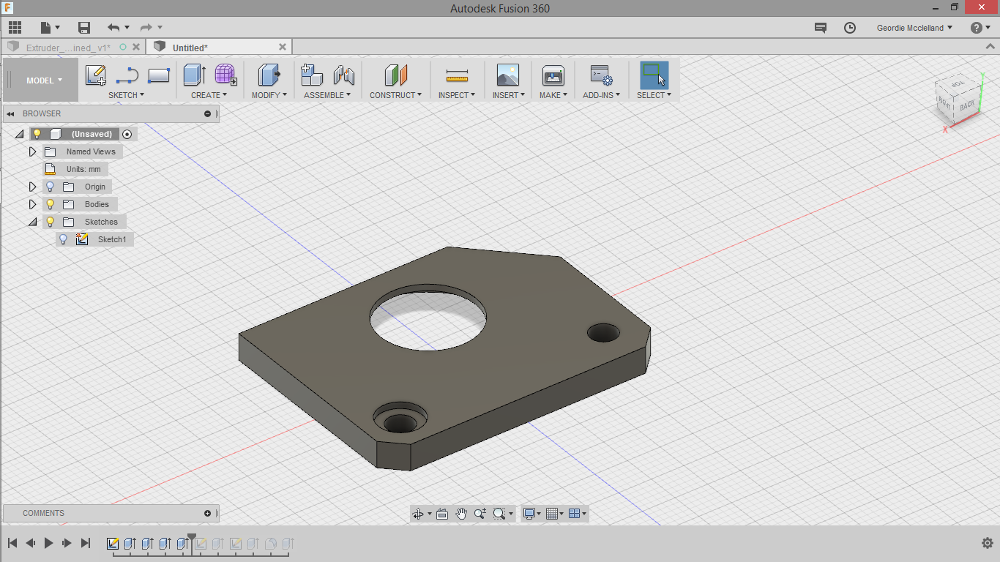 F
Autodesk Fusion 360
Geordie Mcclelland
?
Extruder_...ined_v1*
Untitled*
MODEL
SKETCH
CREATE
MODIFY
ASSEMBLE
CONSTRUCT
INSPECT
INSERT
MAKE
ADD-INS
SELECT
TOP
RIGHT
BACK
Y
X
BROWSER
(Unsaved)
Named Views
Units: mm
Origin
Bodies
Sketches
Sketch1
COMMENTS